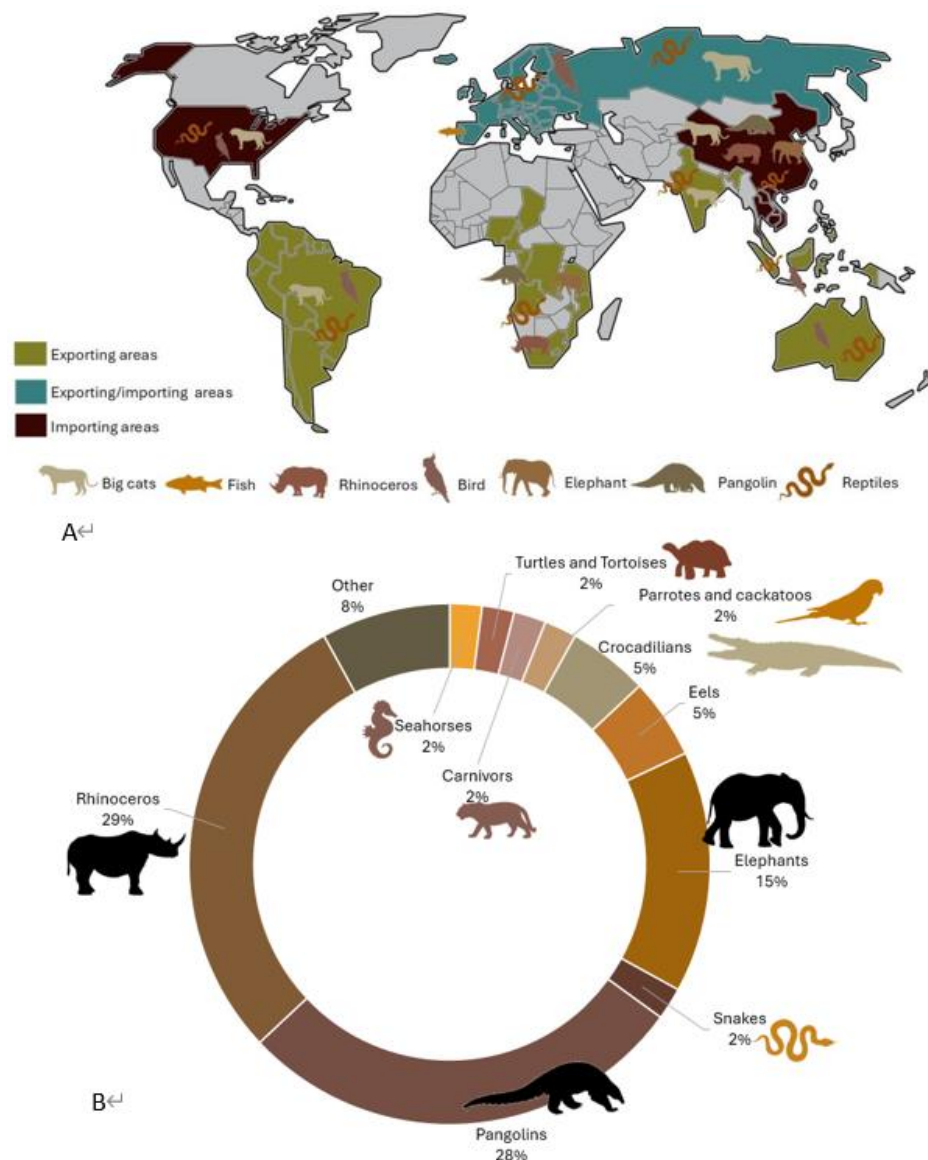 Exporting areas
Exporting/importing areas
Importing areas
Big cats
Fish
Rhinoceros
Bird
Elephant
Pangolin
Reptiles
A↵
Turtles and Tortoises
2%
Other
8%
Parrotes and cackatoos
2%
Crocadilians
5%
Eels
5%
Seahorses
2%
Carnivors
2%
Rhinoceros
29%
Elephants
15%
Snakes
2%
B↵
Pangolins
28%